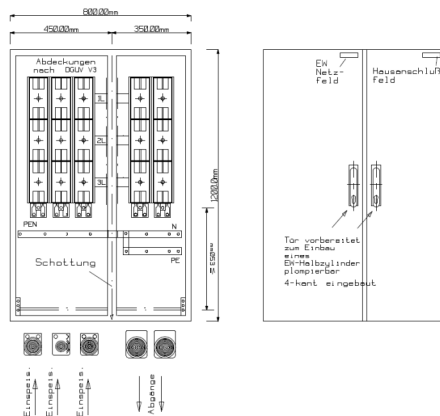 800.00mm
450.00mm
350.00mm
Abdeckungen
nach DGUV V3
1L
2L
3L
PEN
N
PE
Schottung
1200.0mm
Einspeis.
Einspeis.
Einspeis.
Abgänge
EW
Netz-
feld
Hausanschluß
Feld
Tür vorbereitet
zum Einbau
eines
EW-Halbzylinder
plompierbar
4-kant eingebaut